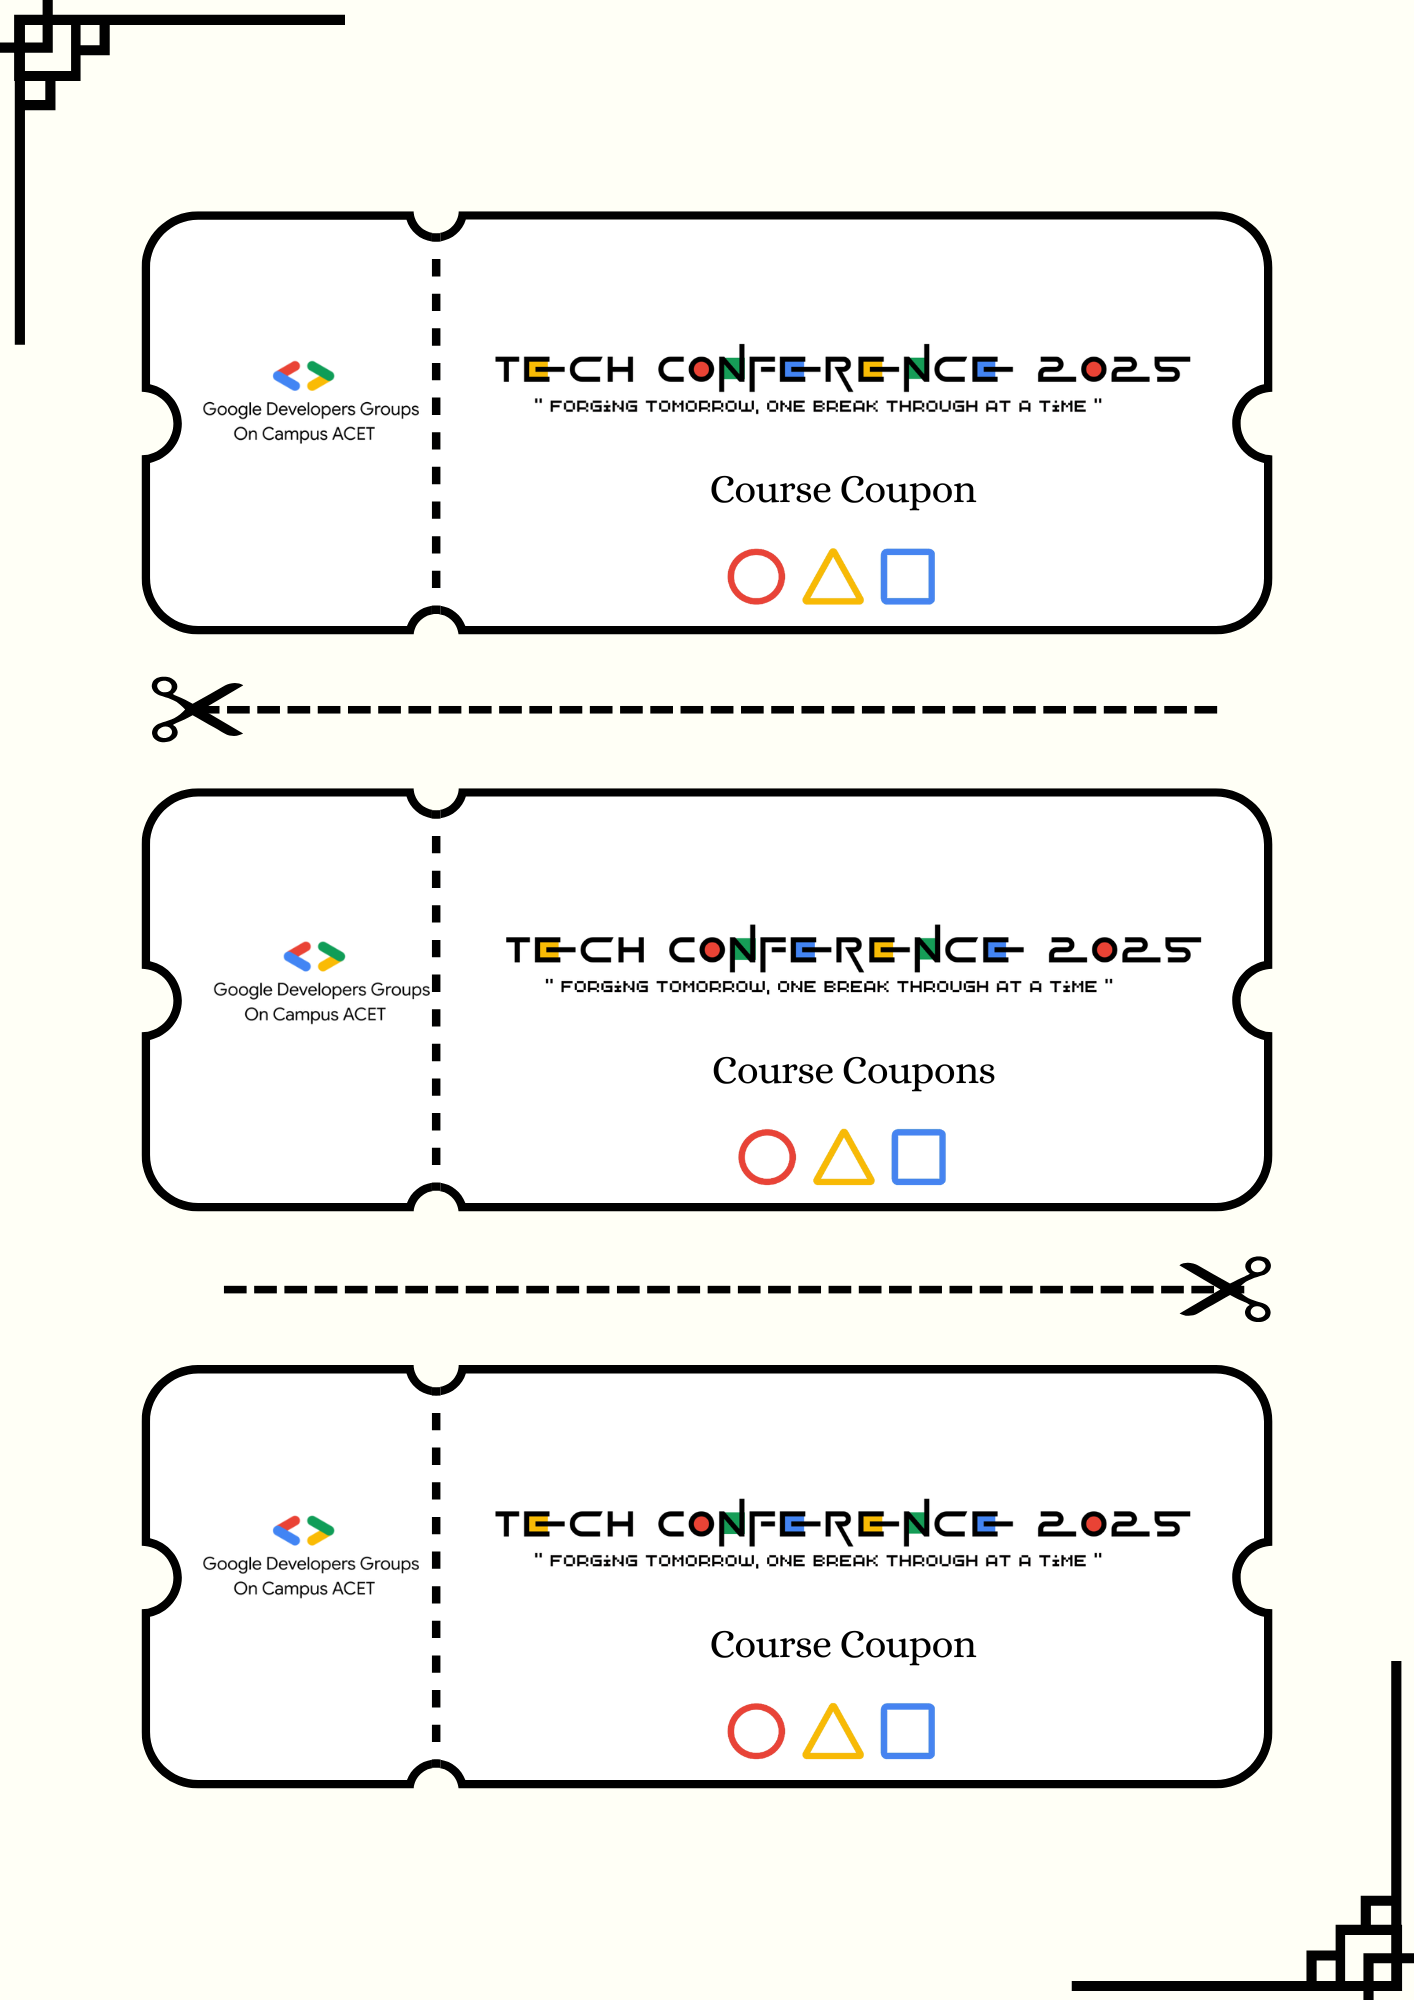 TECH CONFERENCE 2025
" FORGING TOMORROW, ONE BREAK THROUGH AT A TIME "
Google Developers Groups
On Campus ACET
Course Coupon
TECH CONFERENCE 2025
" FORGING TOMORROW, ONE BREAK THROUGH AT A TIME "
Google Developers Groups
On Campus ACET
Course Coupons
TECH CONFERENCE 2025
" FORGING TOMORROW, ONE BREAK THROUGH AT A TIME "
Google Developers Groups
On Campus ACET
Course Coupon